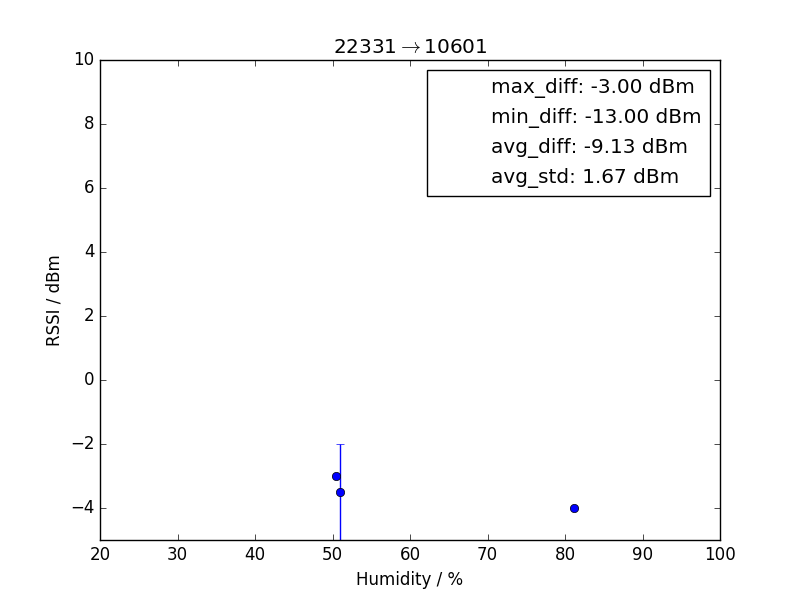 22331→10601
max_diff: -3.00 dBm
min_diff: -13.00 dBm
avg_diff: -9.13 dBm
avg_std: 1.67 dBm
10
8
6
4
2
0
−2
−4
RSSI / dBm
20 30 40 50 60 70 80 90 100
Humidity / %